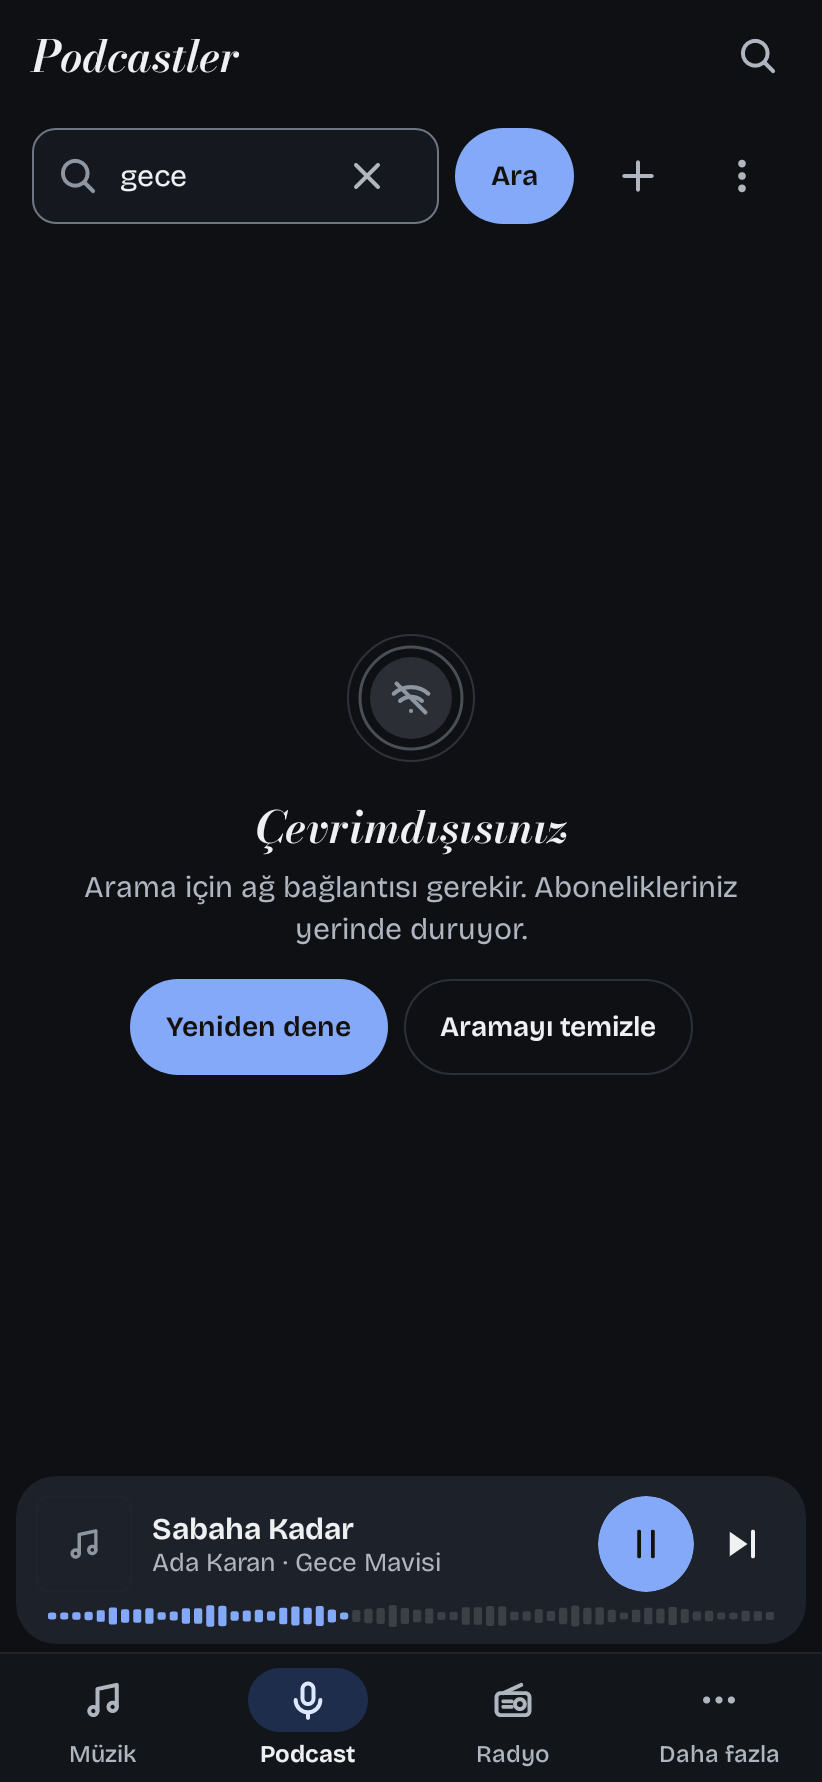 Podcastler
gece
Ara
Çevrimdışısınız
Arama için ağ bağlantısı gerekir. Abonelikleriniz
yerinde duruyor.
Yeniden dene
Aramayı temizle
Sabaha Kadar
Ada Karan · Gece Mavisi
Müzik
Podcast
Radyo
Daha fazla